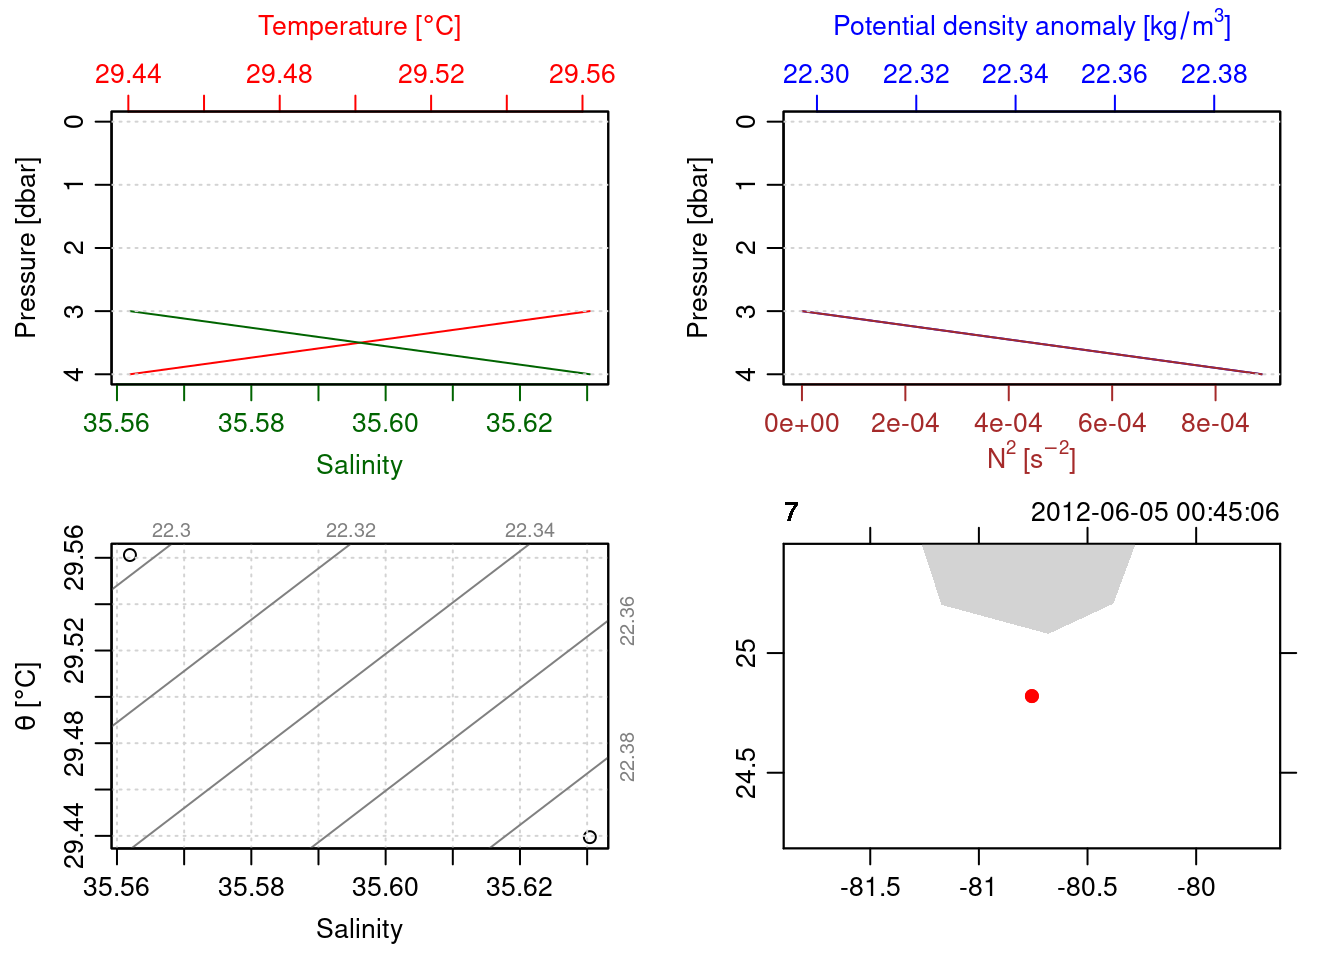 Temperature [°C]
29.44 29.48 29.52 29.56
Pressure [dbar]
0
1
2
3
4
35.56 35.58 35.60 35.62
Salinity
Potential density anomaly [kg/m³]
22.30 22.32 22.34 22.36 22.38
Pressure [dbar]
0
1
2
3
4
0e+00 2e-04 4e-04 6e-04 8e-04
N² [s⁻²]
22.3 22.32 22.34
22.36
22.38
θ [°C]
29.56
29.52
29.48
29.44
35.56 35.58 35.60 35.62
Salinity
7 2012-06-05 00:45:06
25
24.5
-81.5 -81 -80.5 -80